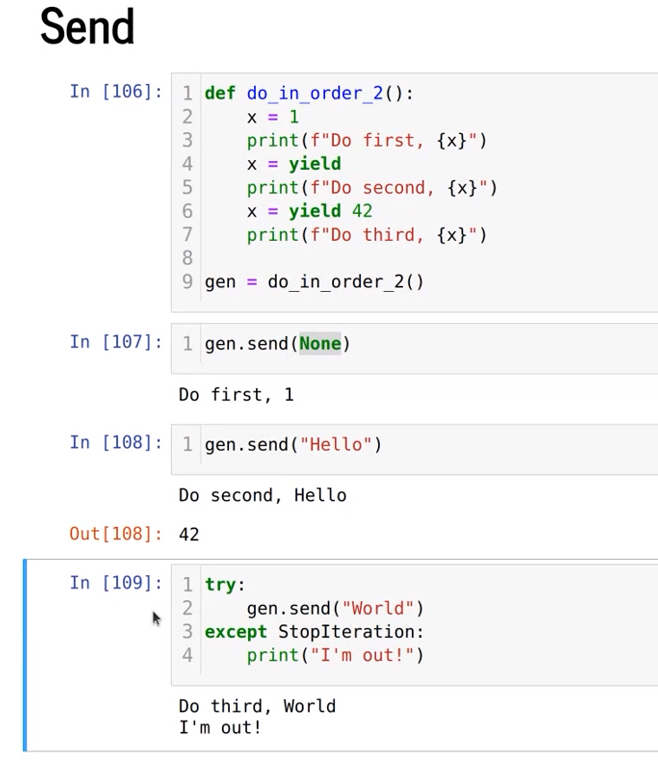 Send
In [106]:
1 def do_in_order_2():
2     x = 1
3     print(f"Do first, {x}")
4     x = yield
5     print(f"Do second, {x}")
6     x = yield 42
7     print(f"Do third, {x}")
8
9 gen = do_in_order_2()
In [107]:
1 gen.send(None)
Do first, 1
In [108]:
1 gen.send("Hello")
Do second, Hello
Out[108]: 42
In [109]:
1 try:
2     gen.send("World")
3 except StopIteration:
4     print("I'm out!")
Do third, World
I'm out!